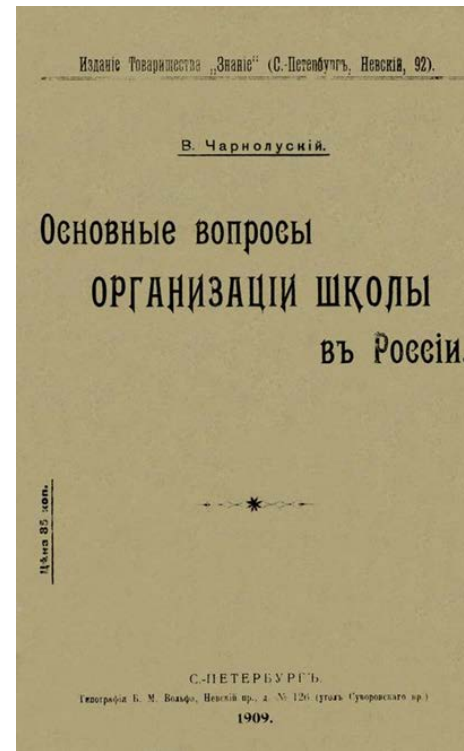 Изданіе Товарищества „Знаніе“ (С.-Петербургъ, Невскій, 92).
В. Чарнолускій.
Основные вопросы
ОРГАНИЗАЦІИ ШКОЛЫ
въ Россіи.
Цѣна 85 коп.
С.-ПЕТЕРБУРГЪ.
Типографія Б. М. Вольфа, Невскій пр., д. № 126 (уголъ Суворовскаго пр.)
1909.